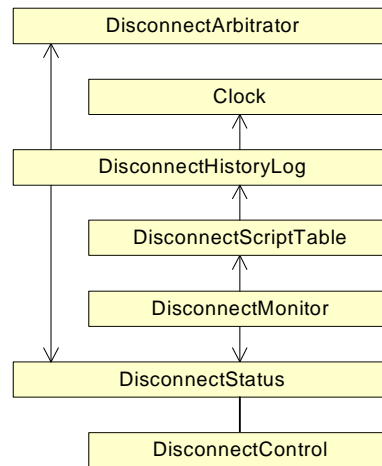 DisconnectArbitrator
Clock
DisconnectHistoryLog
DisconnectScriptTable
DisconnectMonitor
DisconnectStatus
DisconnectControl